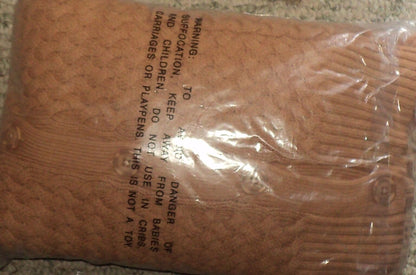 WARNING: TO AVOID DANGER OF
SUFFOCATION, KEEP AWAY FROM BABIES
AND CHILDREN. DO NOT USE IN CRIBS,
CARRIAGES OR PLAYPENS. THIS IS NOT A TOY.